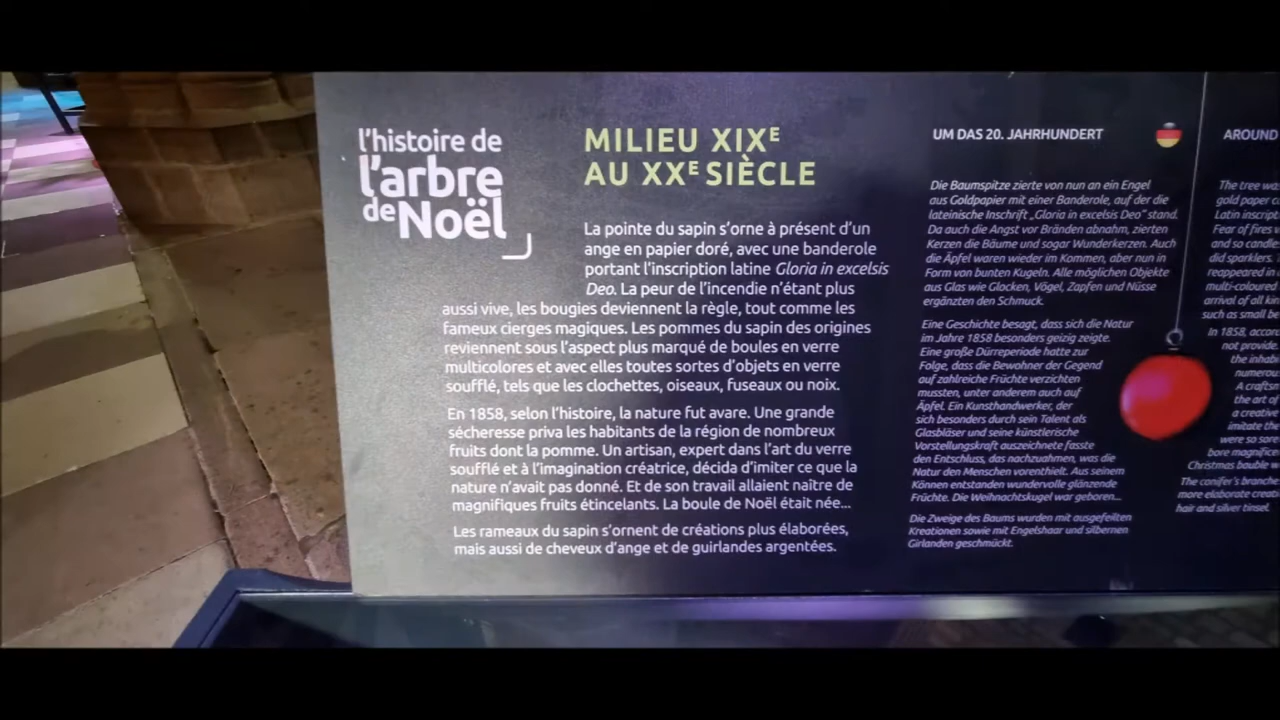 l'histoire de
l'arbre
de Noël
MILIEU XIXE
AU XXE SIÈCLE
La pointe du sapin s'orne à présent d'un
ange en papier doré, avec une banderole
portant l'inscription latine Gloria in excelsis
Deo. La peur de l'incendie n'étant plus
aussi vive, les bougies deviennent la règle, tout comme les
fameux cierges magiques. Les pommes du sapin des origines
reviennent sous l'aspect plus marqué de boules en verre
multicolores et avec elles toutes sortes d'objets en verre
soufflé, tels que les clochettes, oiseaux, fuseaux ou noix.
En 1858, selon l'histoire, la nature fut avare. Une grande
sécheresse priva les habitants de la région de nombreux
fruits dont la pomme. Un artisan, expert dans l'art du verre
soufflé et à l'imagination créatrice, décida d'imiter ce que la
nature n'avait pas donné. Et de son travail allaient naître de
magnifiques fruits étincelants. La boule de Noël était née...
Les rameaux du sapin s'ornent de créations plus élaborées,
mais aussi de cheveux d'ange et de guirlandes argentées.
UM DAS 20. JAHRHUNDERT
Die Baumspitze zierte von nun an ein Engel
aus Goldpapier mit einer Banderole, auf der die
lateinische Inschrift „Gloria in excelsis Deo" stand.
Da auch die Angst vor Bränden abnahm, zierten
Kerzen die Bäume und sogar Wunderkerzen. Auch
die Äpfel waren wieder im Kommen, aber nun in
Form von bunten Kugeln. Alle möglichen Objekte
aus Glas wie Glocken, Vögel, Zapfen und Nüsse
ergänzten den Schmuck.
Eine Geschichte besagt, dass sich die Natur
im Jahre 1858 besonders geizig zeigte.
Eine große Dürreperiode hatte zur
Folge, dass die Bewohner der Gegend
auf zahlreiche Früchte verzichten
mussten, unter anderem auch auf
Äpfel. Ein Kunsthandwerker, der
sich besonders durch sein Talent als
Glasbläser und seine künstlerische
Vorstellungskraft auszeichnete fasste
den Entschluss, das nachzuahmen, was die
Natur den Menschen vorenthielt. Aus seinem
Können entstanden wundervolle glänzende
Früchte. Die Weihnachtskugel war geboren...
Die Zweige des Baums wurden mit ausgefeilten
Kreationen sowie mit Engelshaar und silbernen
Girlanden geschmückt.
AROUND
The tree wa
gold paper
Latin inscrip
Fear of fires
and so candle
did sparklers.
reappeared in
multi-coloured
arrival of all kin
such as small be
In 1858, accor
not provide.
the inhabi
numerou
A craftsm
the art of
a creative
imitate the
were so sore
bore magnifice
Christmas bauble w
The conifer's branche
more elaborate creat
hair and silver tinsel.